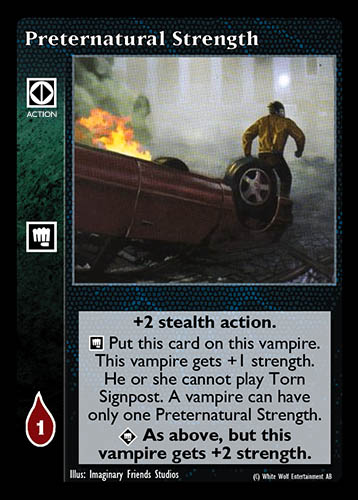 Preternatural Strength
ACTION
+2 stealth action.
Put this card on this vampire.
This vampire gets +1 strength.
He or she cannot play Torn
Signpost. A vampire can have
only one Preternatural Strength.
As above, but this
vampire gets +2 strength.
1
Illus: Imaginary Friends Studios
(C) White Wolf Entertainment AB